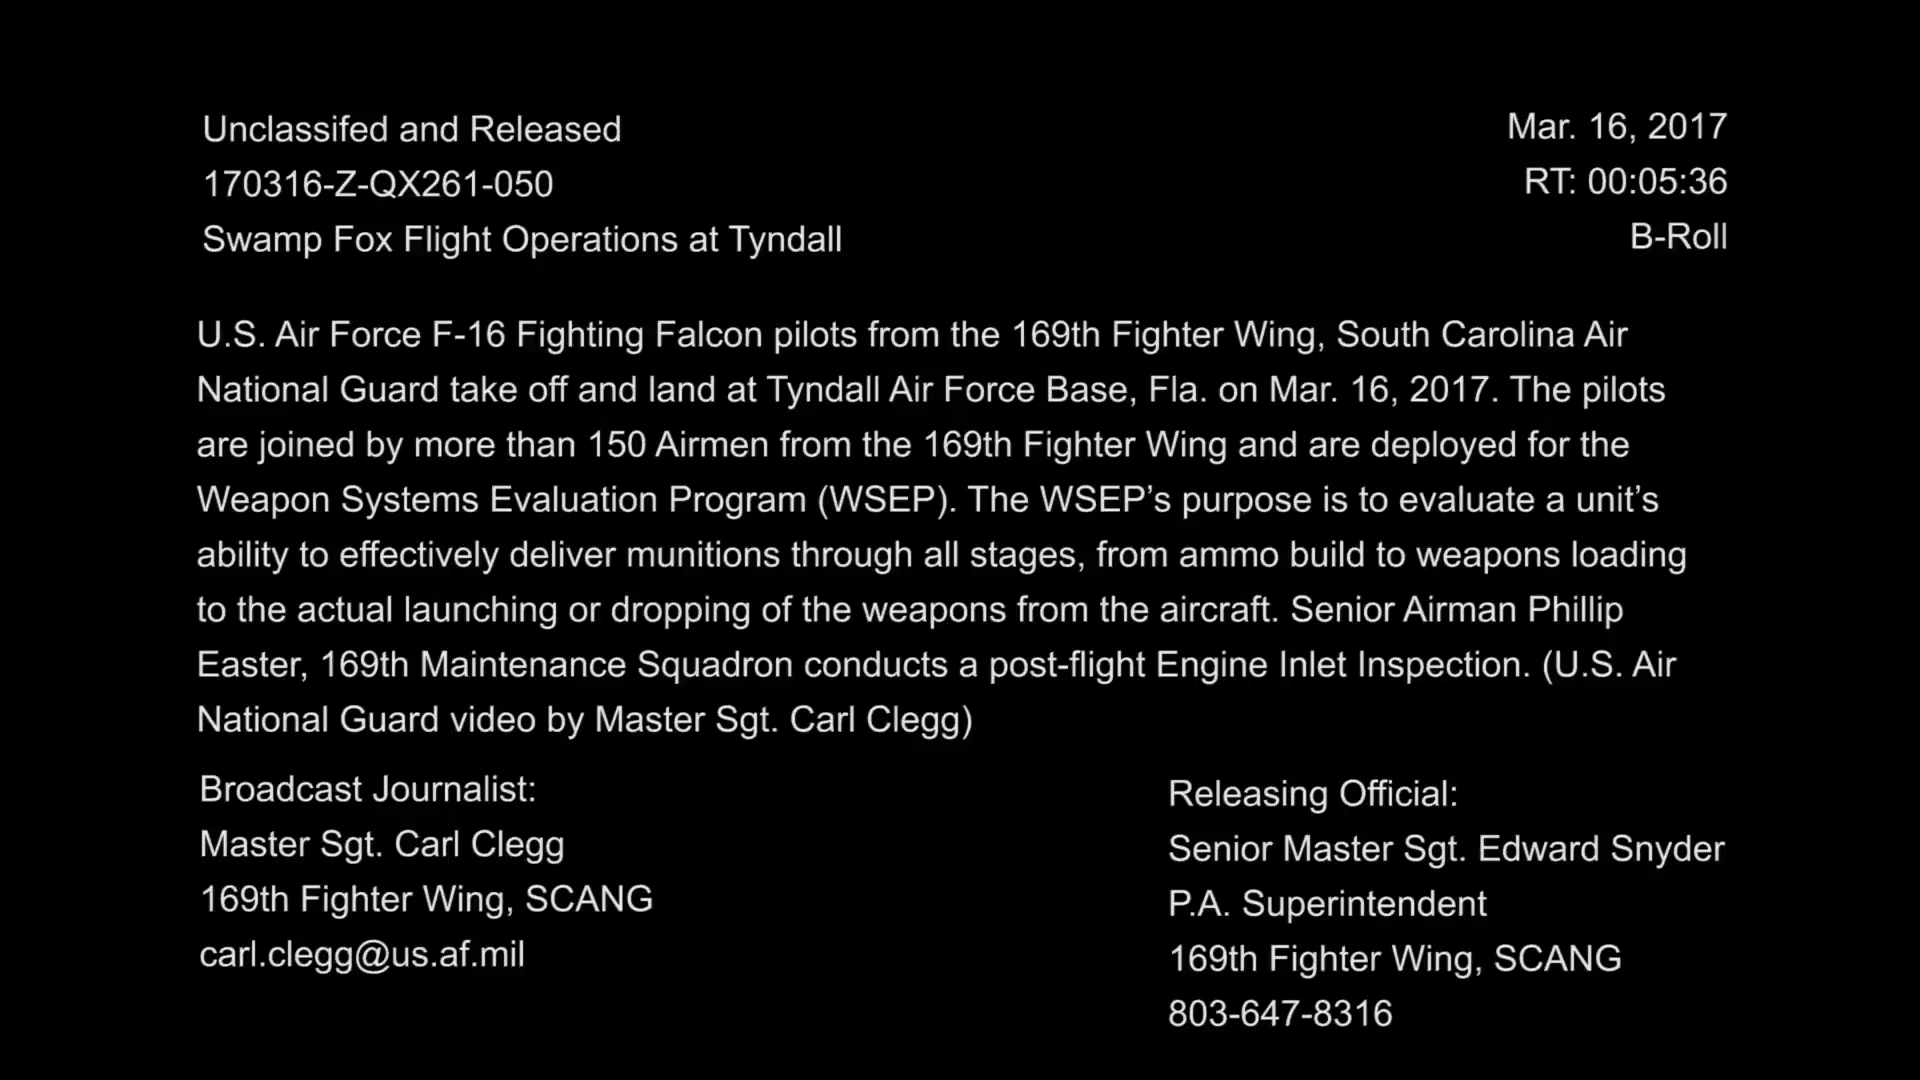 Unclassifed and Released
170316-Z-QX261-050
Swamp Fox Flight Operations at Tyndall
Mar. 16, 2017
RT: 00:05:36
B-Roll
U.S. Air Force F-16 Fighting Falcon pilots from the 169th Fighter Wing, South Carolina Air
National Guard take off and land at Tyndall Air Force Base, Fla. on Mar. 16, 2017. The pilots
are joined by more than 150 Airmen from the 169th Fighter Wing and are deployed for the
Weapon Systems Evaluation Program (WSEP). The WSEP’s purpose is to evaluate a unit’s
ability to effectively deliver munitions through all stages, from ammo build to weapons loading
to the actual launching or dropping of the weapons from the aircraft. Senior Airman Phillip
Easter, 169th Maintenance Squadron conducts a post-flight Engine Inlet Inspection. (U.S. Air
National Guard video by Master Sgt. Carl Clegg)
Broadcast Journalist:
Master Sgt. Carl Clegg
169th Fighter Wing, SCANG
carl.clegg@us.af.mil
Releasing Official:
Senior Master Sgt. Edward Snyder
P.A. Superintendent
169th Fighter Wing, SCANG
803-647-8316